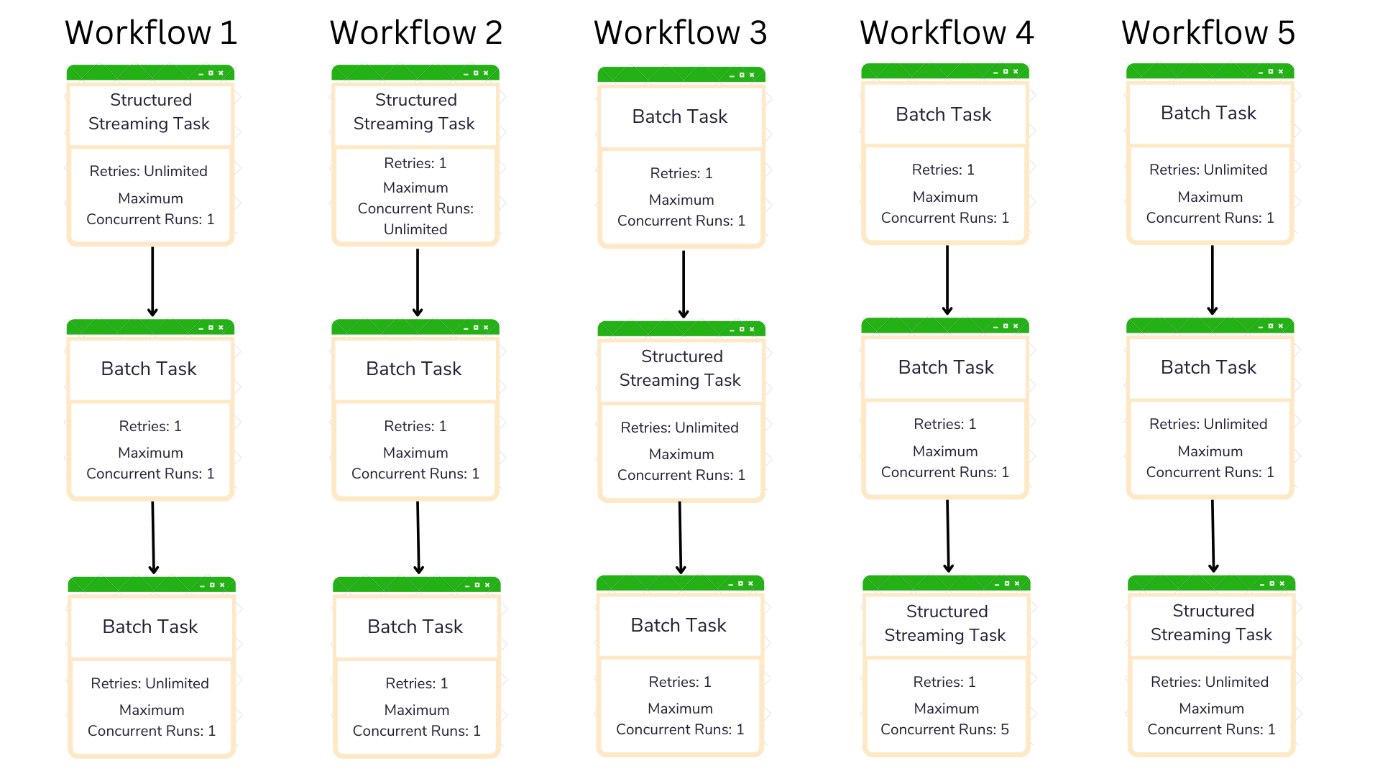 Workflow 1
Structured
Streaming Task
Retries: Unlimited
Maximum
Concurrent Runs: 1
Batch Task
Retries: 1
Maximum
Concurrent Runs: 1
Batch Task
Retries: Unlimited
Maximum
Concurrent Runs: 1
Workflow 2
Structured
Streaming Task
Retries: 1
Maximum
Concurrent Runs:
Unlimited
Batch Task
Retries: 1
Maximum
Concurrent Runs: 1
Batch Task
Retries: 1
Maximum
Concurrent Runs: 1
Workflow 3
Batch Task
Retries: 1
Maximum
Concurrent Runs: 1
Structured
Streaming Task
Retries: Unlimited
Maximum
Concurrent Runs: 1
Batch Task
Retries: 1
Maximum
Concurrent Runs: 1
Workflow 4
Batch Task
Retries: 1
Maximum
Concurrent Runs: 1
Batch Task
Retries: 1
Maximum
Concurrent Runs: 1
Structured
Streaming Task
Retries: 1
Maximum
Concurrent Runs: 5
Workflow 5
Batch Task
Retries: Unlimited
Maximum
Concurrent Runs: 1
Batch Task
Retries: Unlimited
Maximum
Concurrent Runs: 1
Structured
Streaming Task
Retries: Unlimited
Maximum
Concurrent Runs: 1